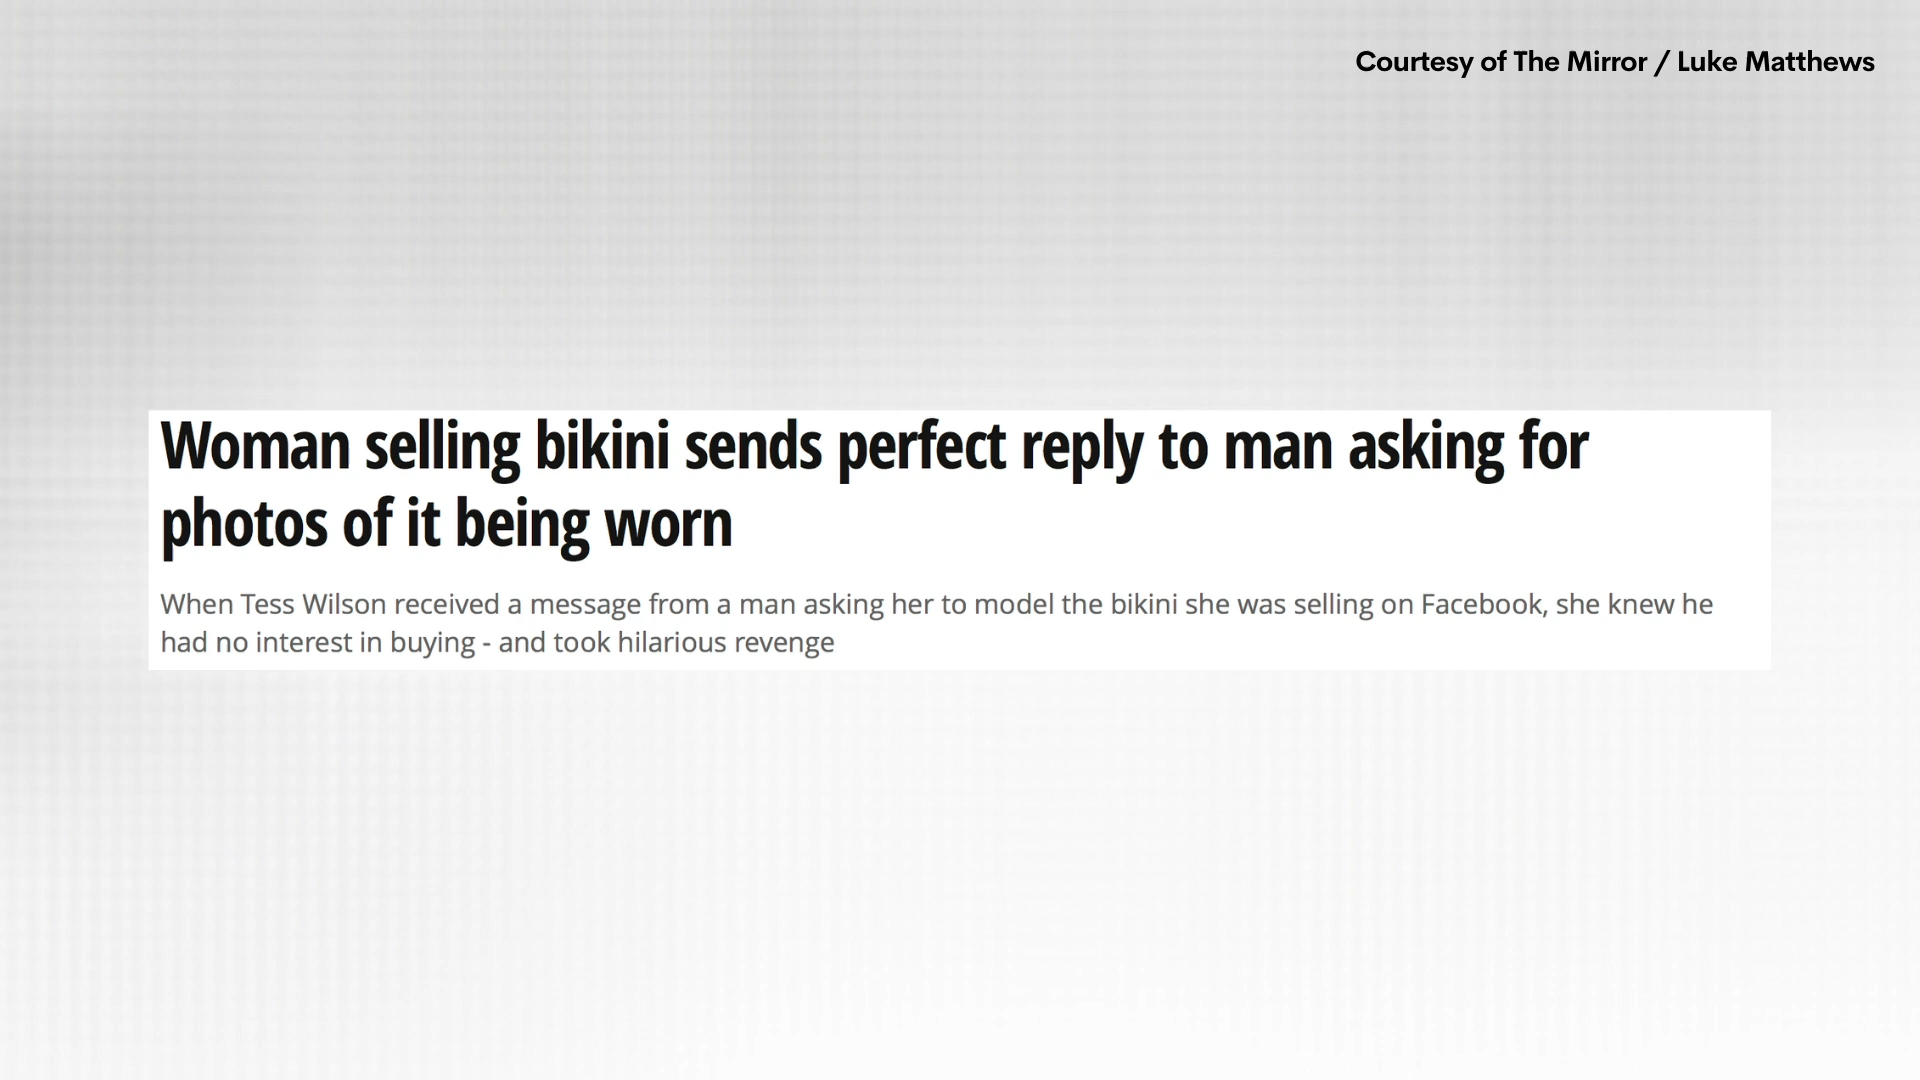 Courtesy of The Mirror / Luke Matthews
Woman selling bikini sends perfect reply to man asking for
photos of it being worn
When Tess Wilson received a message from a man asking her to model the bikini she was selling on Facebook, she knew he
had no interest in buying - and took hilarious revenge